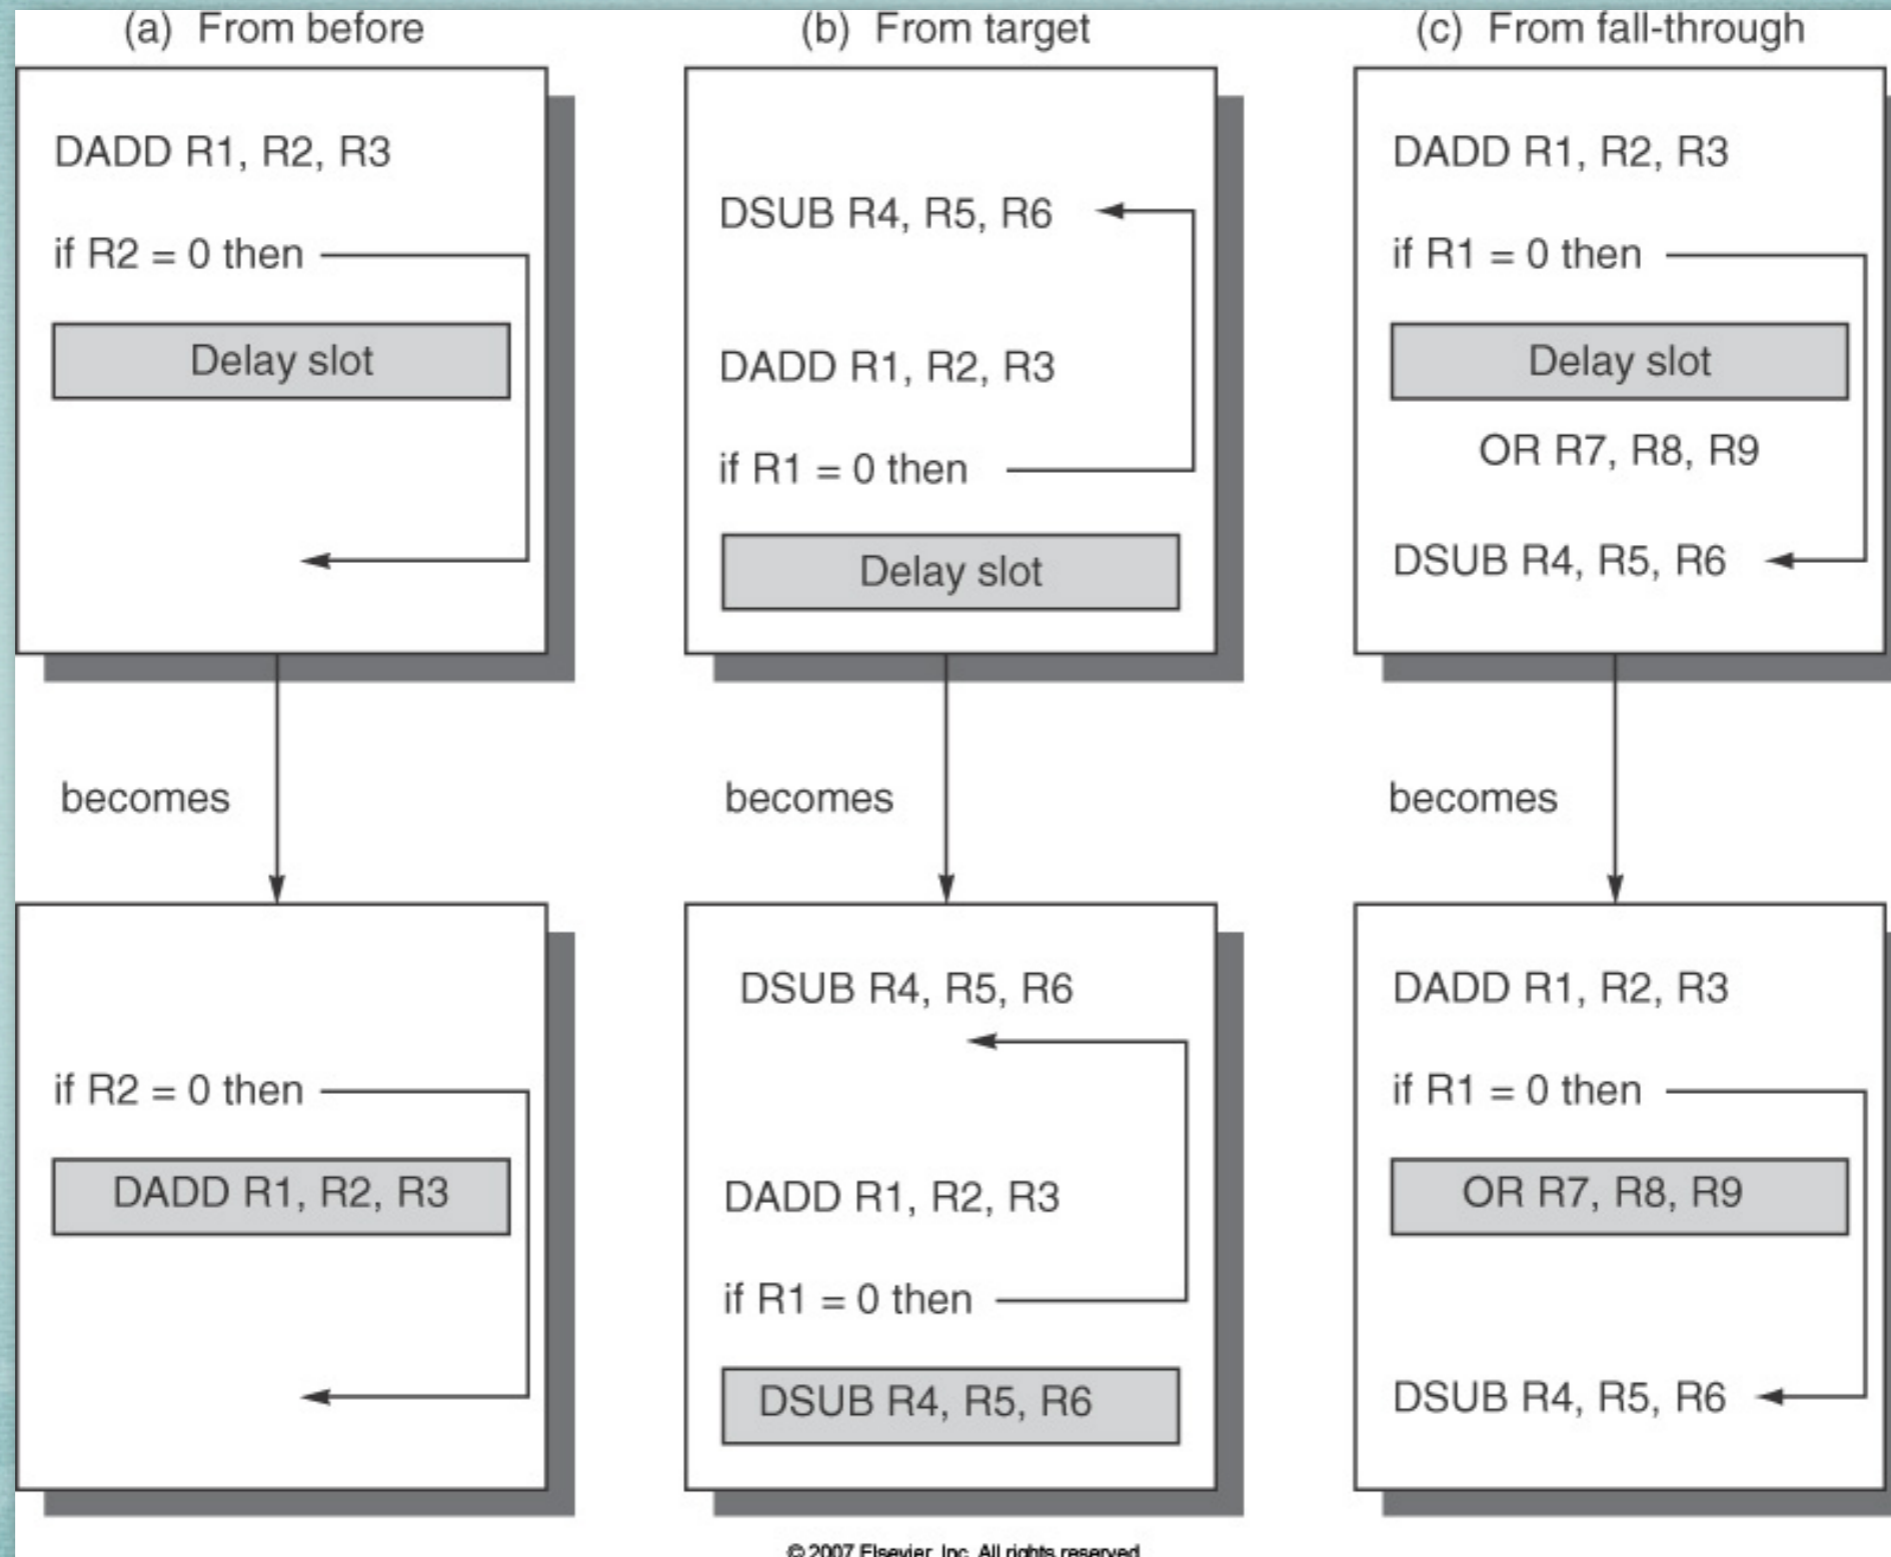 (a) From before
DADD R1, R2, R3
if R2 = 0 then
Delay slot
becomes
if R2 = 0 then
DADD R1, R2, R3
(b) From target
DSUB R4, R5, R6
DADD R1, R2, R3
if R1 = 0 then
Delay slot
becomes
DSUB R4, R5, R6
DADD R1, R2, R3
if R1 = 0 then
DSUB R4, R5, R6
(c) From fall-through
DADD R1, R2, R3
if R1 = 0 then
Delay slot
OR R7, R8, R9
DSUB R4, R5, R6
becomes
DADD R1, R2, R3
if R1 = 0 then
OR R7, R8, R9
DSUB R4, R5, R6
© 2007 Elsevier, Inc. All rights reserved.